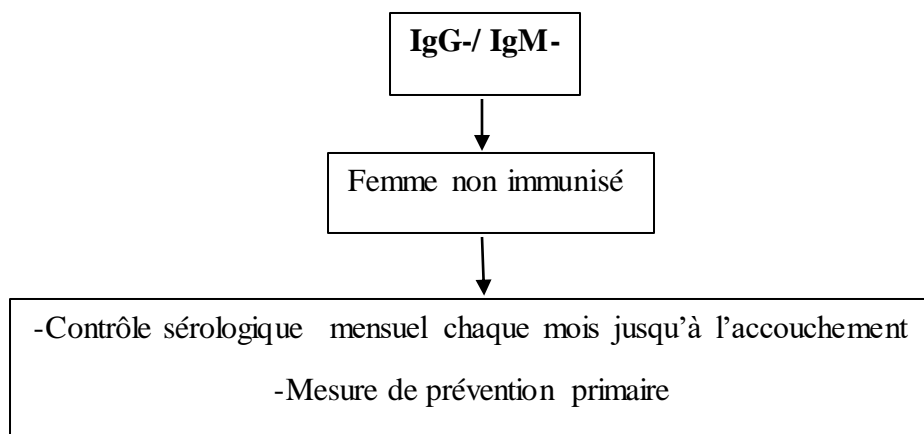 IgG-/ IgM-
Femme non immunisé
-Contrôle sérologique mensuel chaque mois jusqu’à l’accouchement
-Mesure de prévention primaire